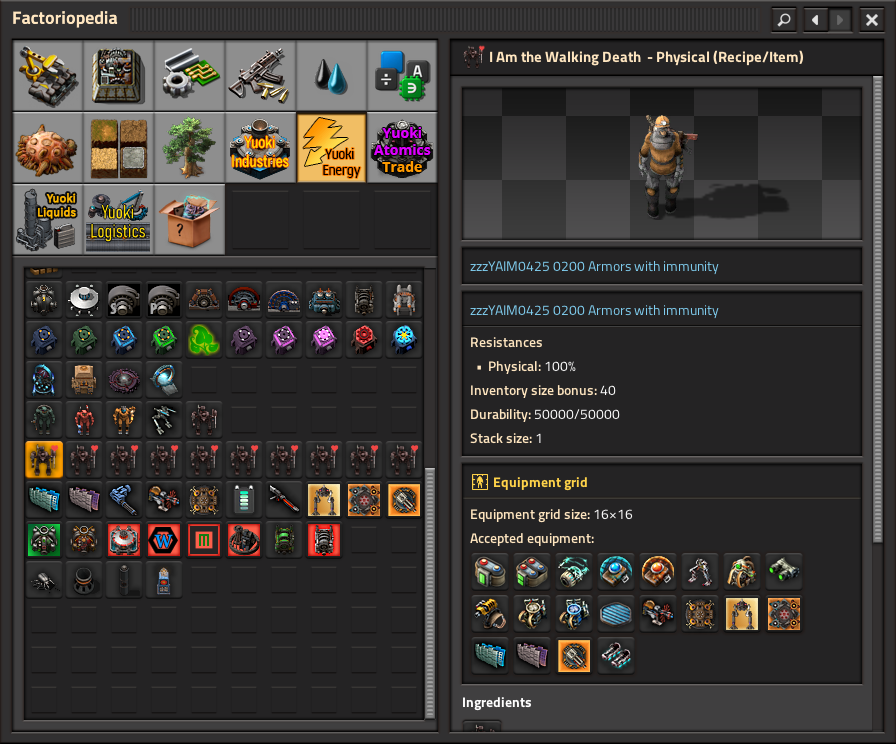 Factoriopedia
Yuoki Industries
Yuoki Energy
Yuoki Atomics Trade
Yuoki Liquids
Yuoki Logistics
?
I Am the Walking Death - Physical (Recipe/Item)
zzzYAIM0425 0200 Armors with immunity
zzzYAIM0425 0200 Armors with immunity
Resistances
• Physical: 100%
Inventory size bonus: 40
Durability: 50000/50000
Stack size: 1
Equipment grid
Equipment grid size: 16×16
Accepted equipment:
Ingredients